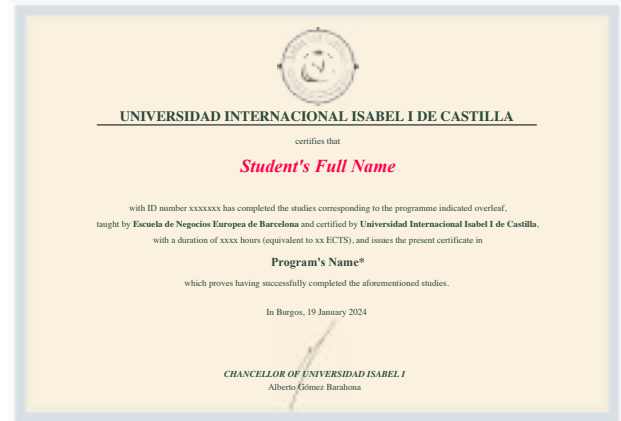 UNIVERSIDAD INTERNACIONAL ISABEL I DE CASTILLA
certifies that
Student's Full Name
with ID number xxxxxxx has completed the studies corresponding to the programme indicated overleaf,
taught by Escuela de Negocios Europea de Barcelona and certified by Universidad Internacional Isabel I de Castilla,
with a duration of xxxx hours (equivalent to xx ECTS), and issues the present certificate in
Program's Name*
which proves having successfully completed the aforementioned studies.
In Burgos, 19 January 2024
CHANCELLOR OF UNIVERSIDAD ISABEL I
Alberto Gómez Barahona